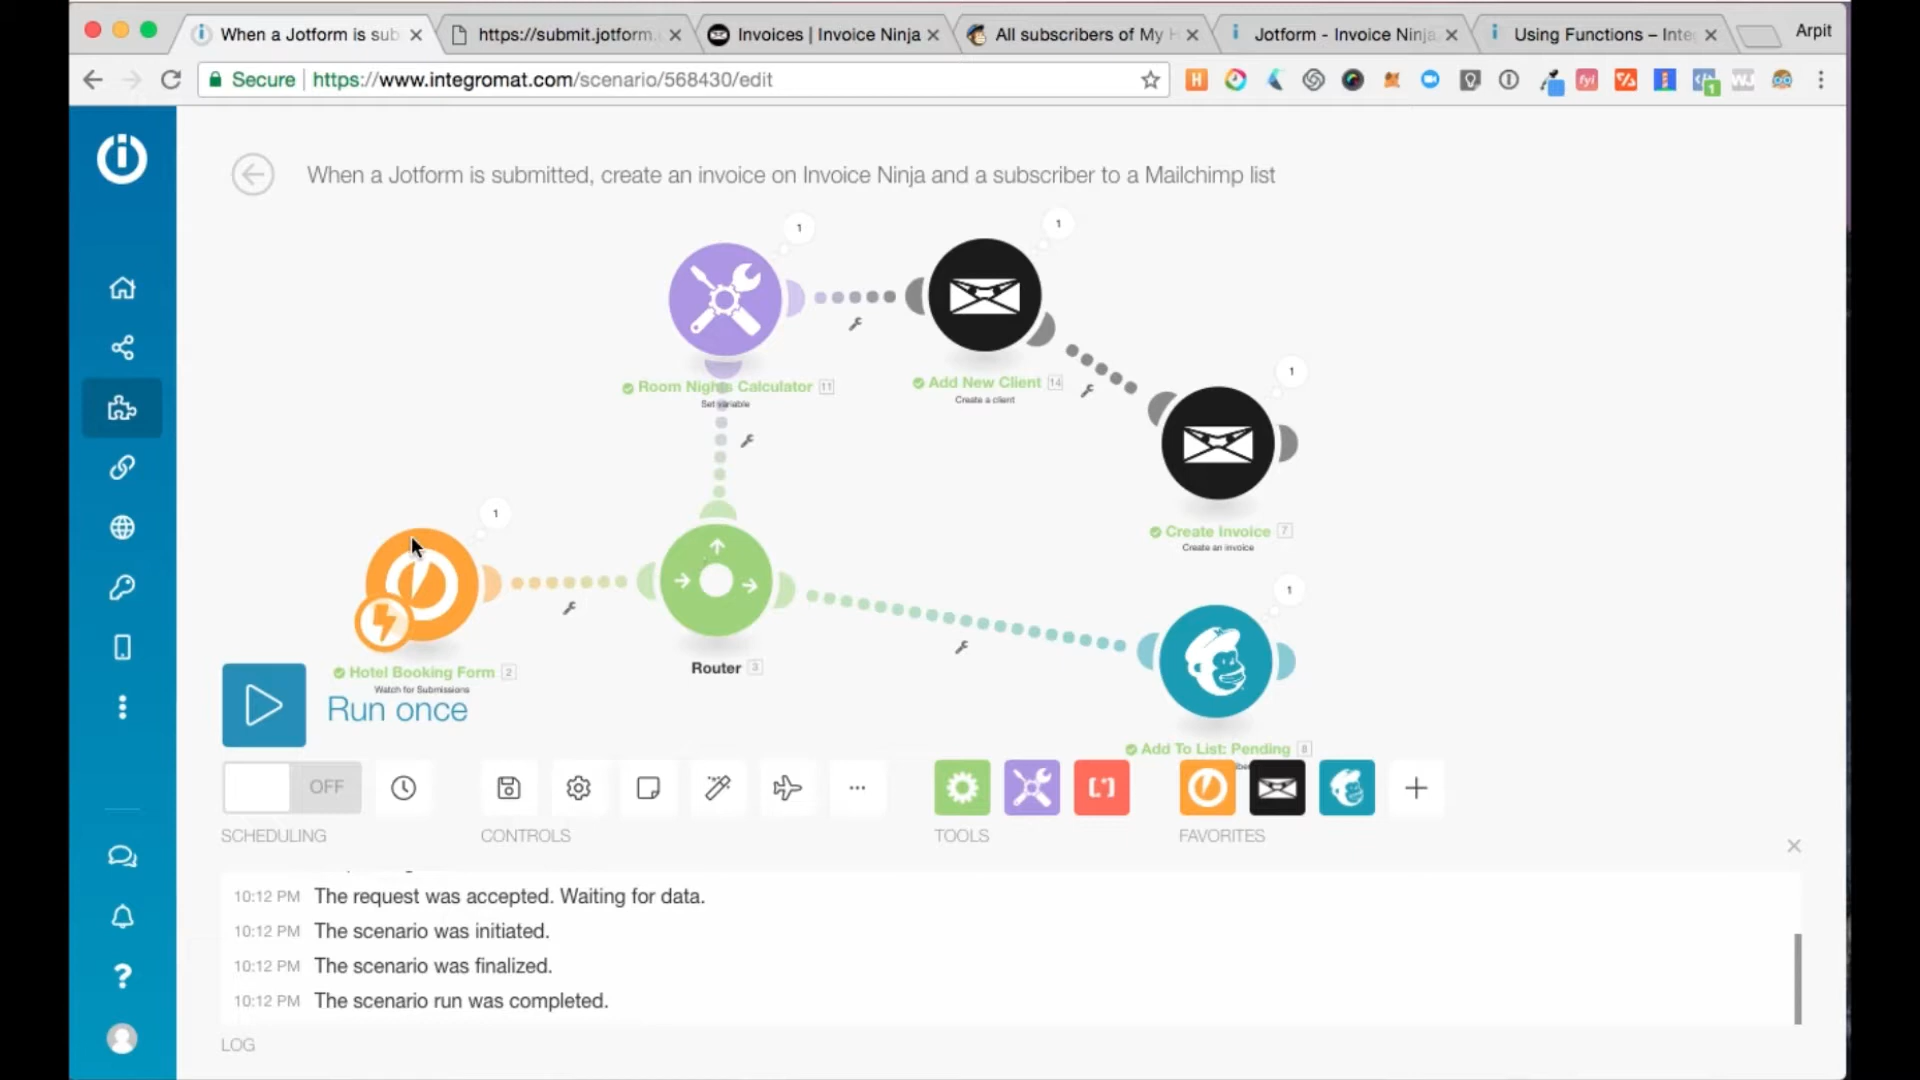 When a Jotform is sub
https://submit.jotform.
Invoices | Invoice Ninja
All subscribers of My H
Jotform - Invoice Ninja
Using Functions – Inte
Arpit
Secure
https://www.integromat.com/scenario/568430/edit
When a Jotform is submitted, create an invoice on Invoice Ninja and a subscriber to a Mailchimp list
1
1
Room Nights Calculator 11
Set variable
Add New Client 14
Create a client
1
Create Invoice 7
Create an invoice
1
Hotel Booking Form 2
Watch for Submissions
Router 3
1
Add To List: Pending 8
Run once
OFF
SCHEDULING
CONTROLS
TOOLS
FAVORITES
10:12 PM The request was accepted. Waiting for data.
10:12 PM The scenario was initiated.
10:12 PM The scenario was finalized.
10:12 PM The scenario run was completed.
LOG